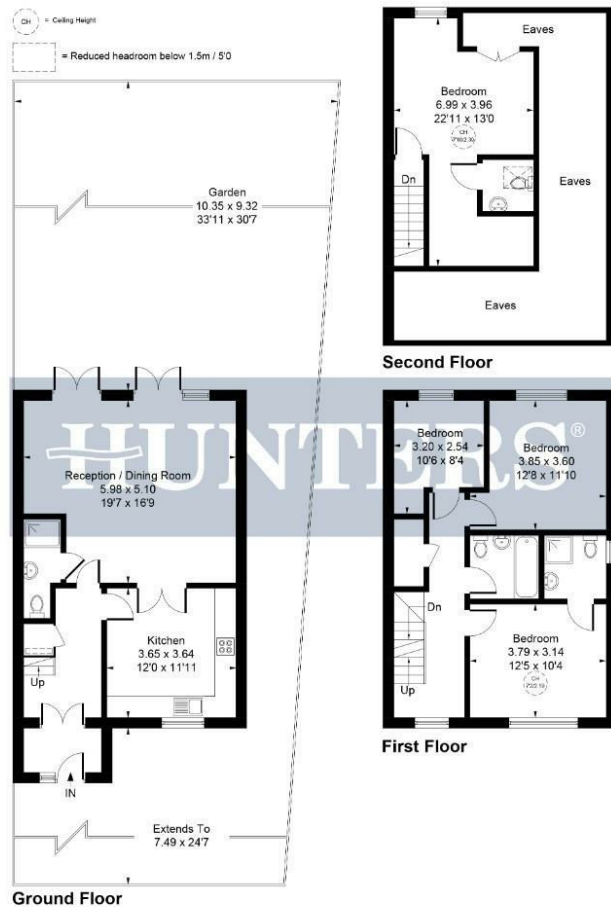 CH = Ceiling Height
= Reduced headroom below 1.5m / 5'0
Garden
10.35 x 9.32
33'11 x 30'7
Reception / Dining Room
5.98 x 5.10
19'7 x 16'9
Kitchen
3.65 x 3.64
12'0 x 11'11
Up
IN
Extends To
7.49 x 24'7
Ground Floor
Eaves
Bedroom
6.99 x 3.96
22'11 x 13'0
CH
Dn
Eaves
Eaves
Second Floor
HUNTERS®
Bedroom
3.20 x 2.54
10'6 x 8'4
Bedroom
3.85 x 3.60
12'8 x 11'10
Dn
Up
Bedroom
3.79 x 3.14
12'5 x 10'4
CH
First Floor